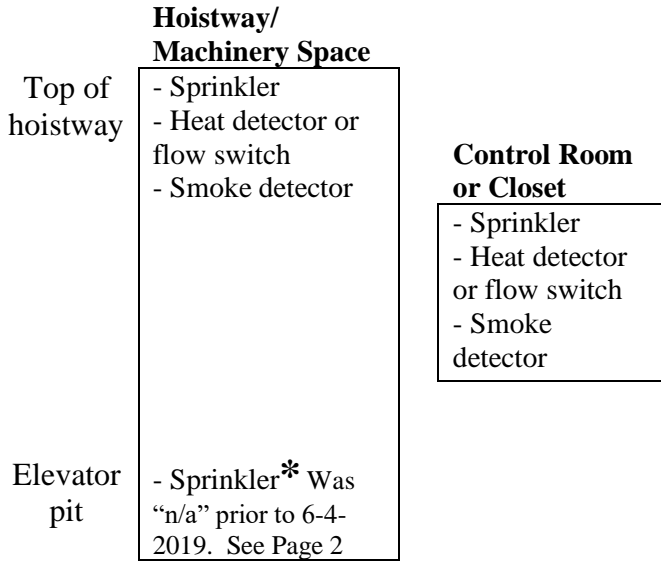 Hoistway/
Machinery Space
Top of
hoistway
- Sprinkler
- Heat detector or
flow switch
- Smoke detector
Control Room
or Closet
- Sprinkler
- Heat detector
or flow switch
- Smoke
detector
Elevator
pit
- Sprinkler* Was
“n/a” prior to 6-4-
2019. See Page 2